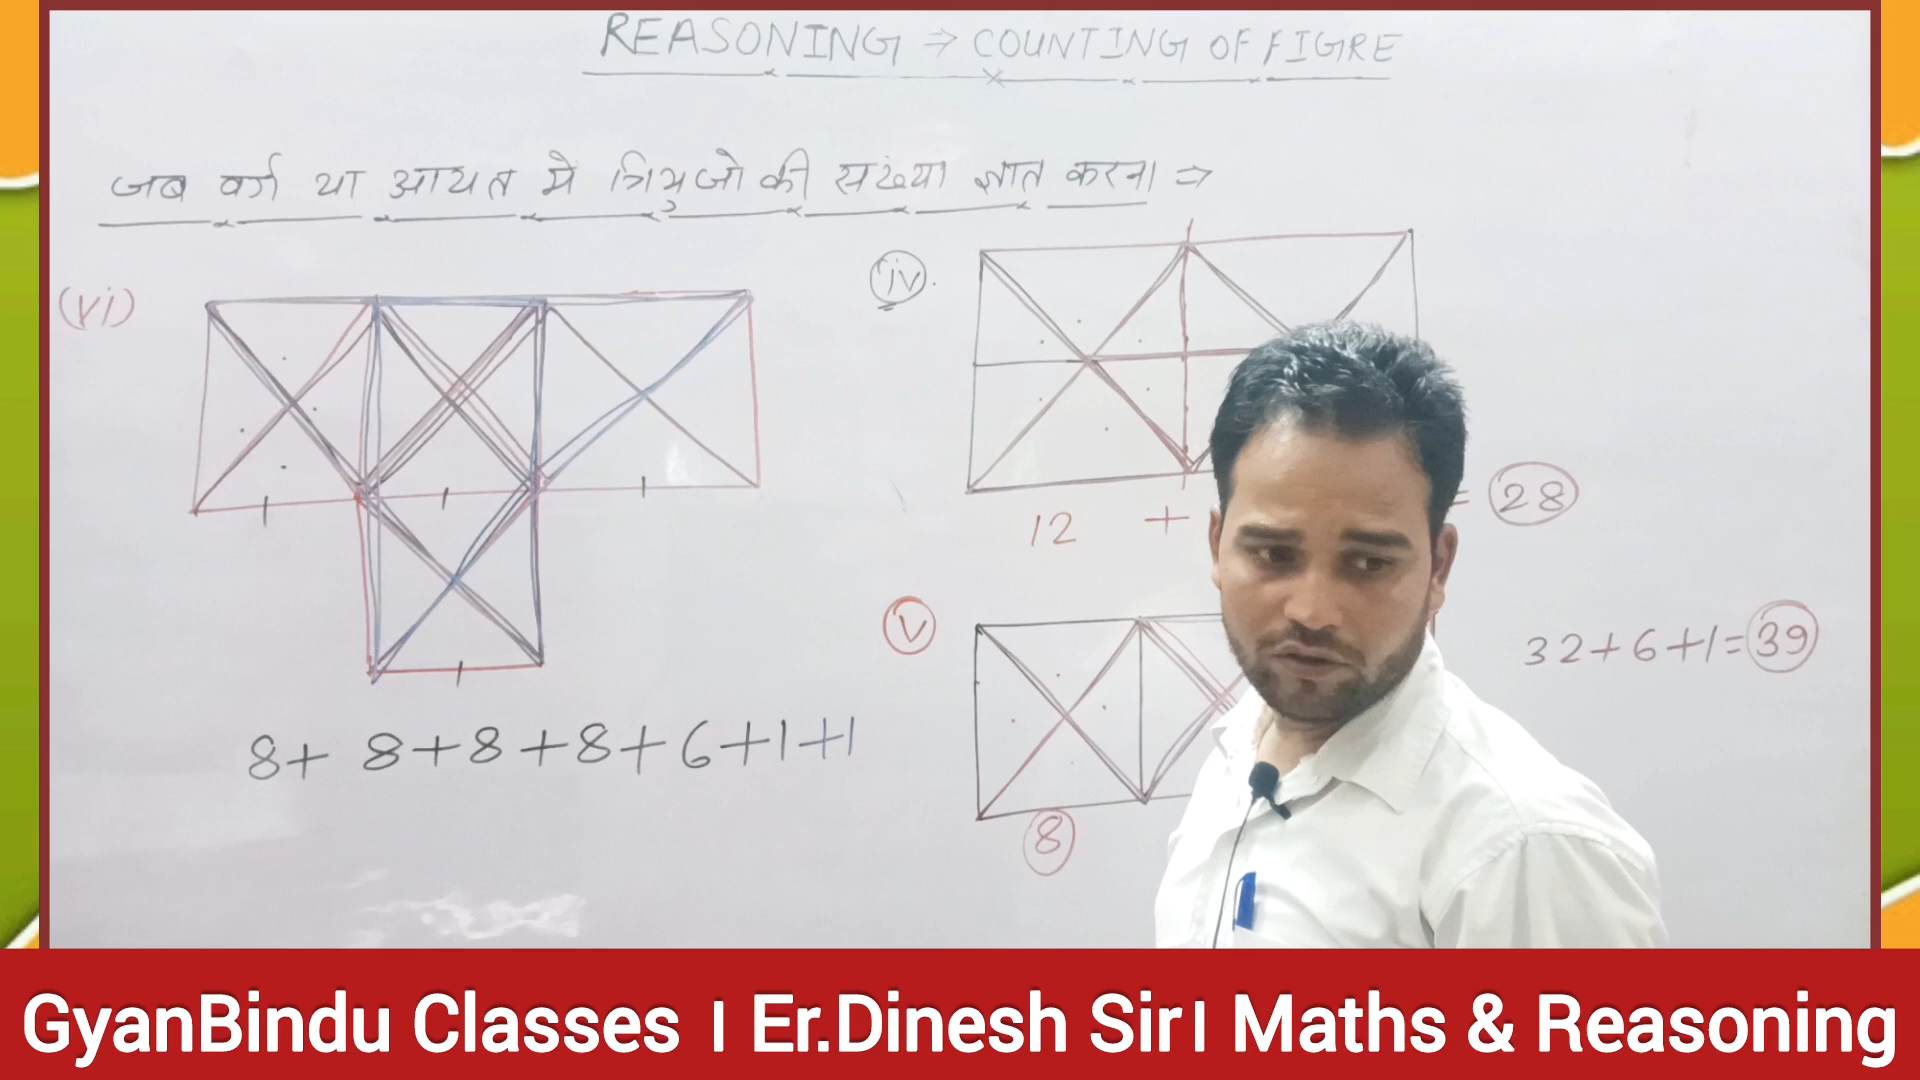 REASONING ⇒ COUNTING OF FIGRE
जब वर्ग या आयत मे त्रिभुजो की संख्या ज्ञात करना ⇒
(vi)
8+ 8+8+8+6+1+1
iv.
12 + = 28
v
32+6+1=39
8
GyanBindu Classes । Er.Dinesh Sir। Maths & Reasoning